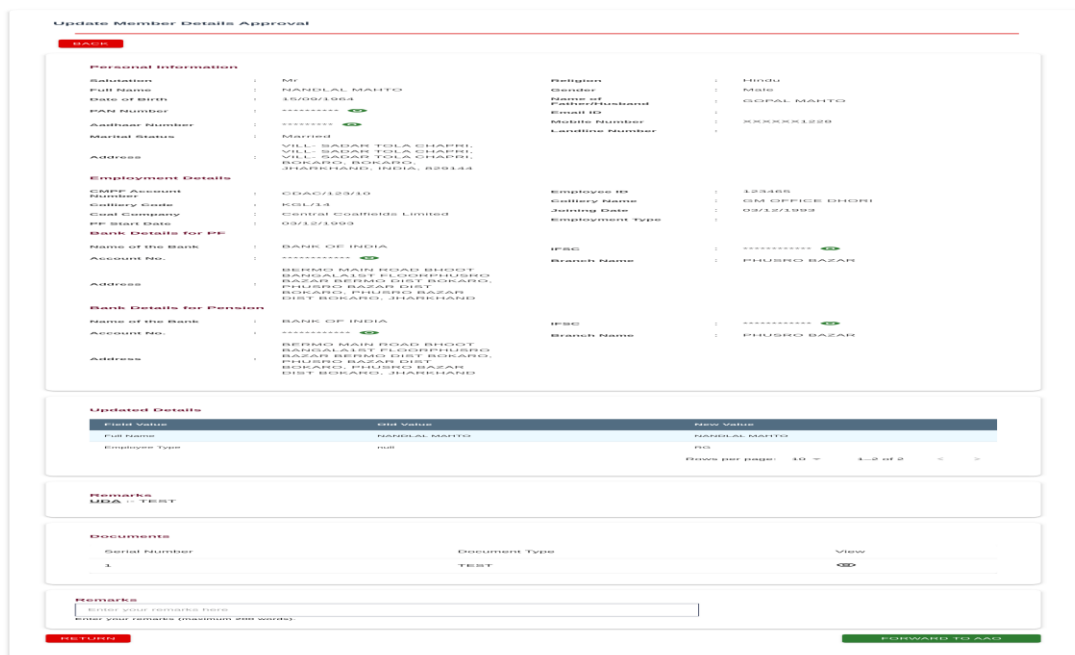 Update Member Details Approval
BACK
Personal Information
Salutation : Mr
Religion : Hindu
Full Name : NANDLAL MAHTO
Gender : Male
Date of Birth : 15/09/1964
Name of Father/Husband : GOPAL MAHTO
PAN Number : ----------
Email ID :
Aadhaar Number : ---------
Mobile Number : XXXXXX1228
Marital Status : Married
Landline Number :
Address : VILL- SADAR TOLA CHAPRI,
VILL- SADAR TOLA CHAPRI,
VILL- SADAR TOLA CHAPRI,
BOKARO, BOKARO,
JHARKHAND, INDIA, 829144
Employment Details
CMPF Account Number : CDAC/123/10
Employee ID : 123465
Colliery Code : KGL/14
Colliery Name : GM OFFICE DHORI
Coal Company : Central Coalfields Limited
Joining Date : 03/12/1993
PF Start Date : 03/12/1993
Employment Type :
Bank Details for PF
Name of the Bank : BANK OF INDIA
IFSC : -----------
Account No. : -----------
Branch Name : PHUSRO BAZAR
Address : BERMO MAIN ROAD BHOOT
BANGALA1ST FLOORPHUSRO
BAZAR BERMO DIST BOKARO,
PHUSRO BAZAR DIST
BOKARO, PHUSRO BAZAR
DIST BOKARO, JHARKHAND
Bank Details for Pension
Name of the Bank : BANK OF INDIA
IFSC : -----------
Account No. : -----------
Branch Name : PHUSRO BAZAR
Address : BERMO MAIN ROAD BHOOT
BANGALA1ST FLOORPHUSRO
BAZAR BERMO DIST BOKARO,
PHUSRO BAZAR DIST
BOKARO, PHUSRO BAZAR
DIST BOKARO, JHARKHAND
Updated Details
Field Value Old Value New Value
Full Name NANDLAL MAHTO NANDLAL MAHTO
Employee Type null RG
Rows per page: 10 1–2 of 2 < >
Remarks
UDA :- TEST
Documents
Serial Number Document Type View
1 TEST
Remarks
Enter your remarks here
Enter your remarks (maximum 200 words).
RETURN
FORWARD TO AAO